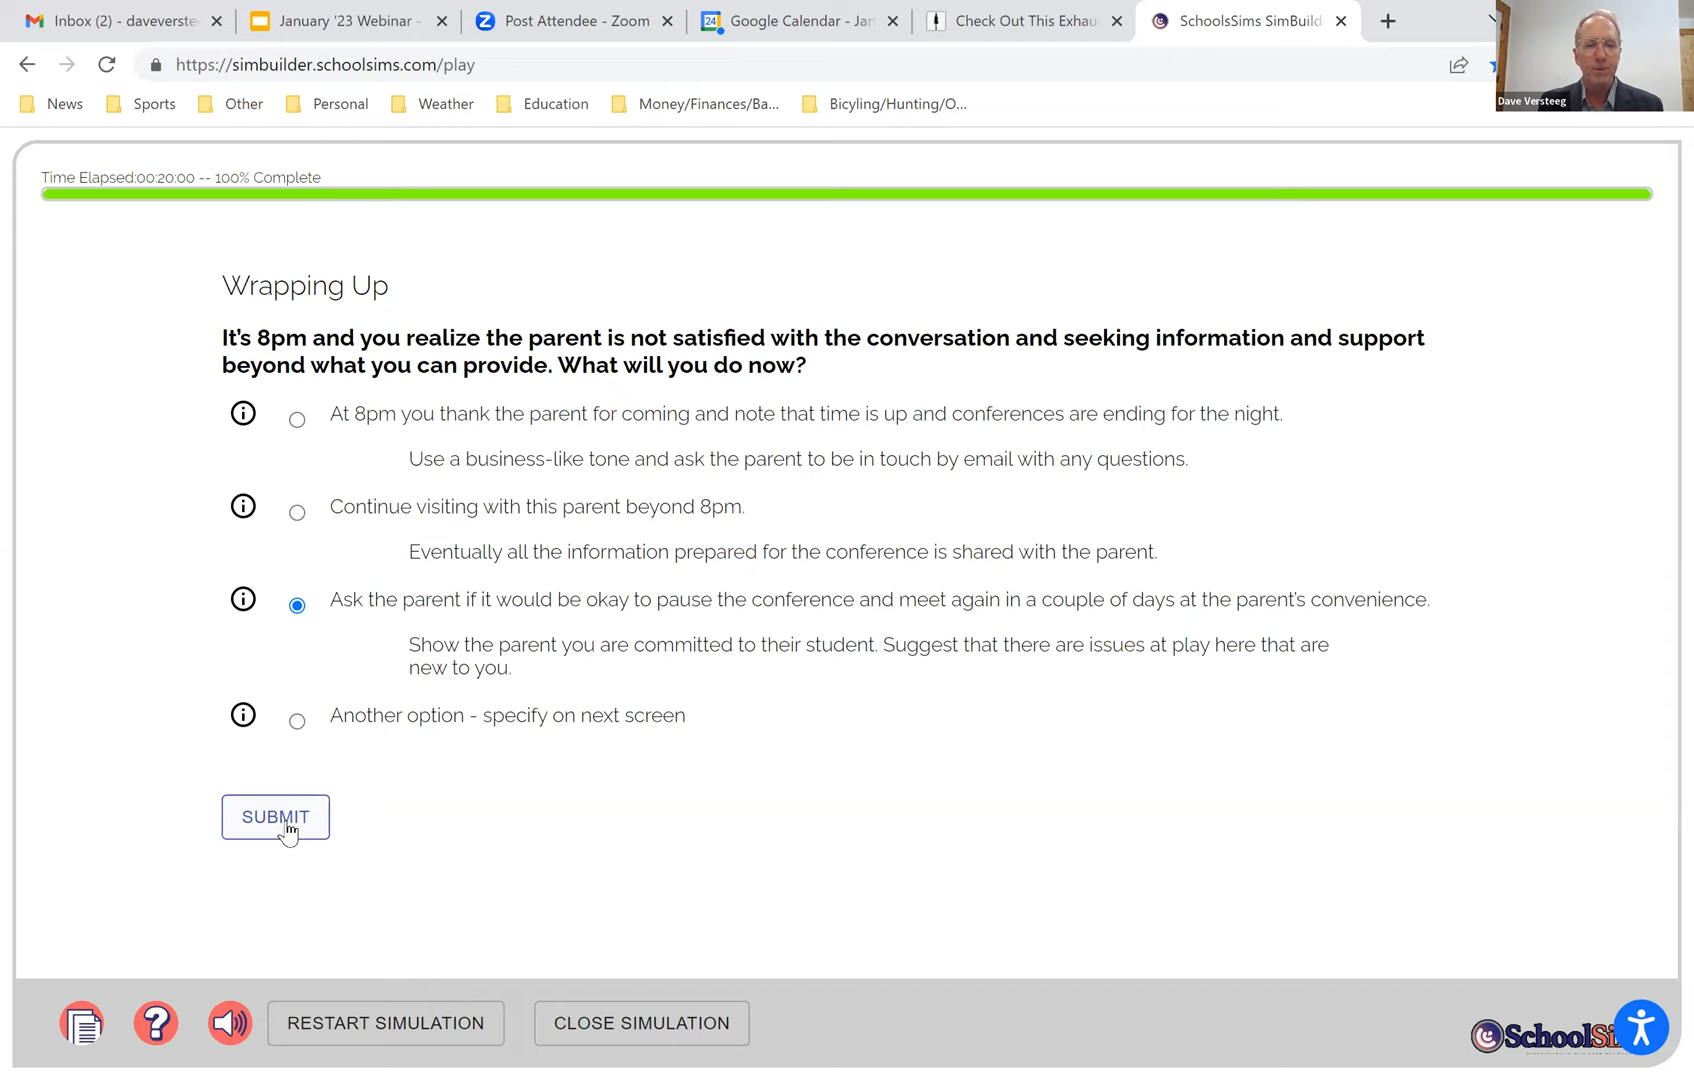 Inbox (2) - daveverste
January '23 Webinar -
Post Attendee - Zoom
24
Google Calendar - Jan
Check Out This Exhau
SchoolsSims SimBuild
https://simbuilder.schoolsims.com/play
News
Sports
Other
Personal
Weather
Education
Money/Finances/Ba...
Bicyling/Hunting/O...
Dave Versteeg
Time Elapsed:00:20:00 -- 100% Complete
Wrapping Up
It's 8pm and you realize the parent is not satisfied with the conversation and seeking information and support
beyond what you can provide. What will you do now?
At 8pm you thank the parent for coming and note that time is up and conferences are ending for the night.
Use a business-like tone and ask the parent to be in touch by email with any questions.
Continue visiting with this parent beyond 8pm.
Eventually all the information prepared for the conference is shared with the parent.
Ask the parent if it would be okay to pause the conference and meet again in a couple of days at the parent's convenience.
Show the parent you are committed to their student. Suggest that there are issues at play here that are
new to you.
Another option - specify on next screen
SUBMIT
RESTART SIMULATION
CLOSE SIMULATION
SchoolSi